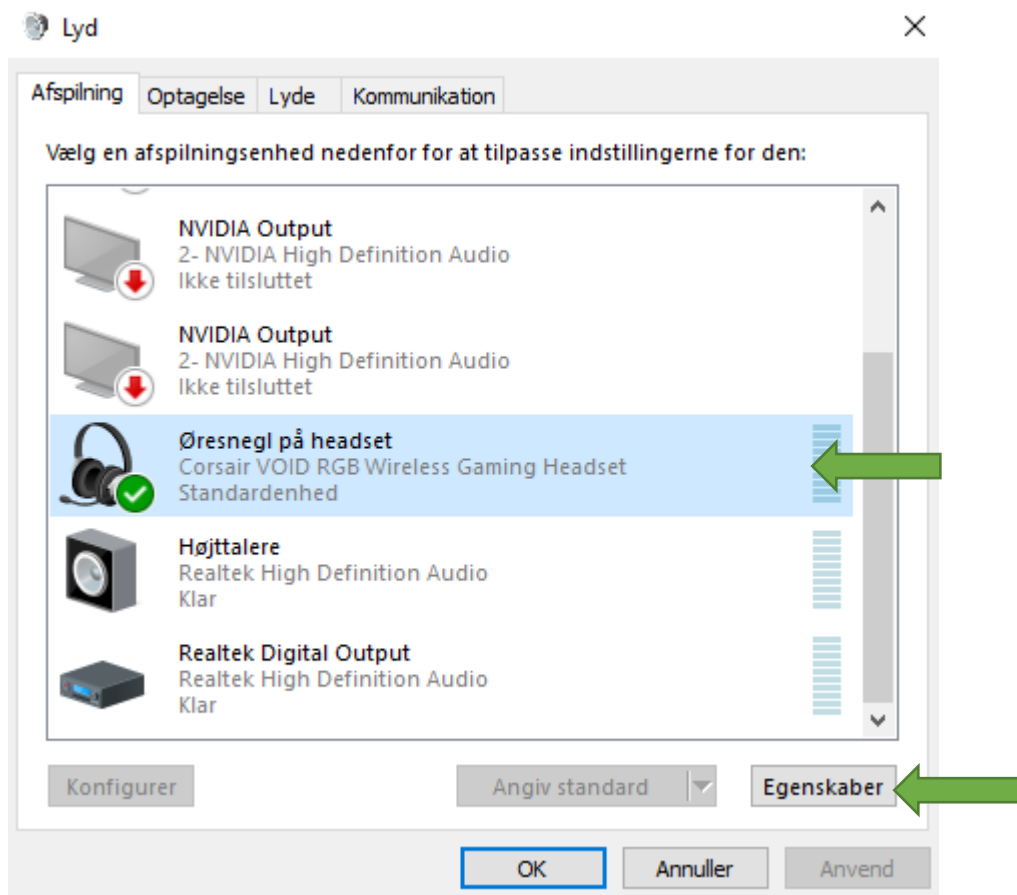 Lyd
Afspilning Optagelse Lyde Kommunikation
Vælg en afspilningsenhed nedenfor for at tilpasse indstillingerne for den:
NVIDIA Output
2- NVIDIA High Definition Audio
Ikke tilsluttet
NVIDIA Output
2- NVIDIA High Definition Audio
Ikke tilsluttet
Øresnegl på headset
Corsair VOID RGB Wireless Gaming Headset
Standardenhed
Højttalere
Realtek High Definition Audio
Klar
Realtek Digital Output
Realtek High Definition Audio
Klar
Konfigurer Angiv standard Egenskaber
OK Annuller Anvend